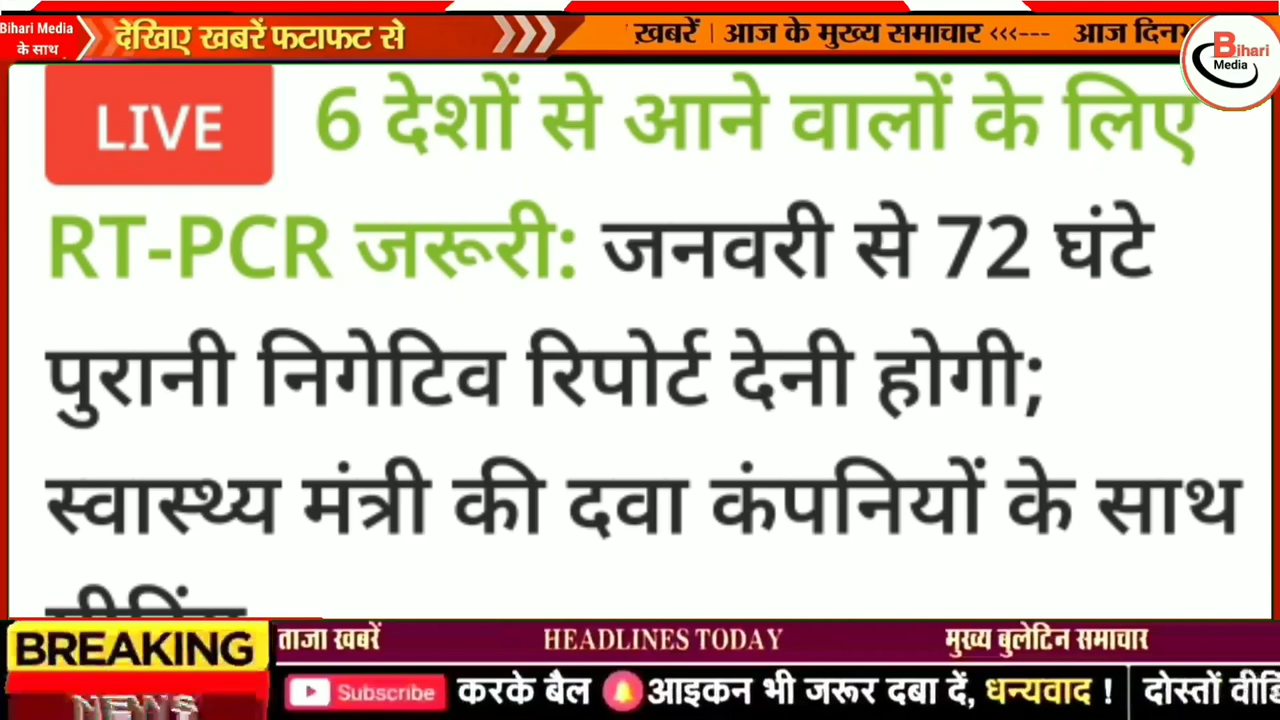 Bihari Media
के साथ
देखिए खबरें फटाफट से
ख़बरें | आज के मुख्य समाचार ‹‹‹--- आज
Bihari
Media
LIVE 6 देशों से आने वालों के लिए
RT-PCR जरूरी: जनवरी से 72 घंटे
पुरानी निगेटिव रिपोर्ट देनी होगी;
स्वास्थ्य मंत्री की दवा कंपनियों के साथ
BREAKING
NEWS
ताजा खबरें HEADLINES TODAY मुख्य बुलेटिन समाचार
Subscribe करके बैल आइकन भी जरूर दबा दें, धन्यवाद ! दोस्तों